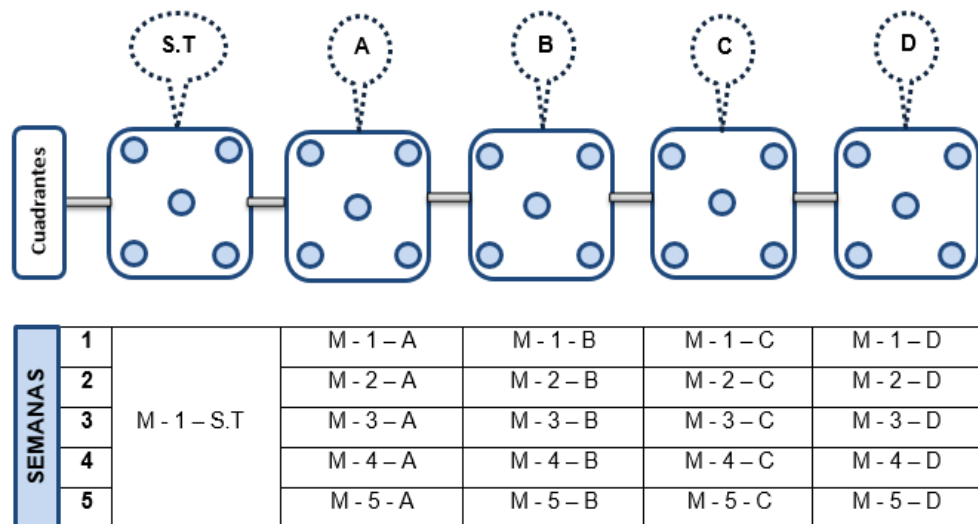 S.T
A
B
C
D
Cuadrantes
SEMANAS
1 M - 1 – A M - 1 - B M - 1 – C M - 1 – D
2 M - 2 – A M - 2 – B M - 2 – C M - 2 – D
3 M - 1 – S.T M - 3 – A M - 3 – B M - 3 – C M - 3 – D
4 M - 4 – A M - 4 – B M - 4 – C M - 4 – D
5 M - 5 - A M - 5 – B M - 5 - C M - 5 – D